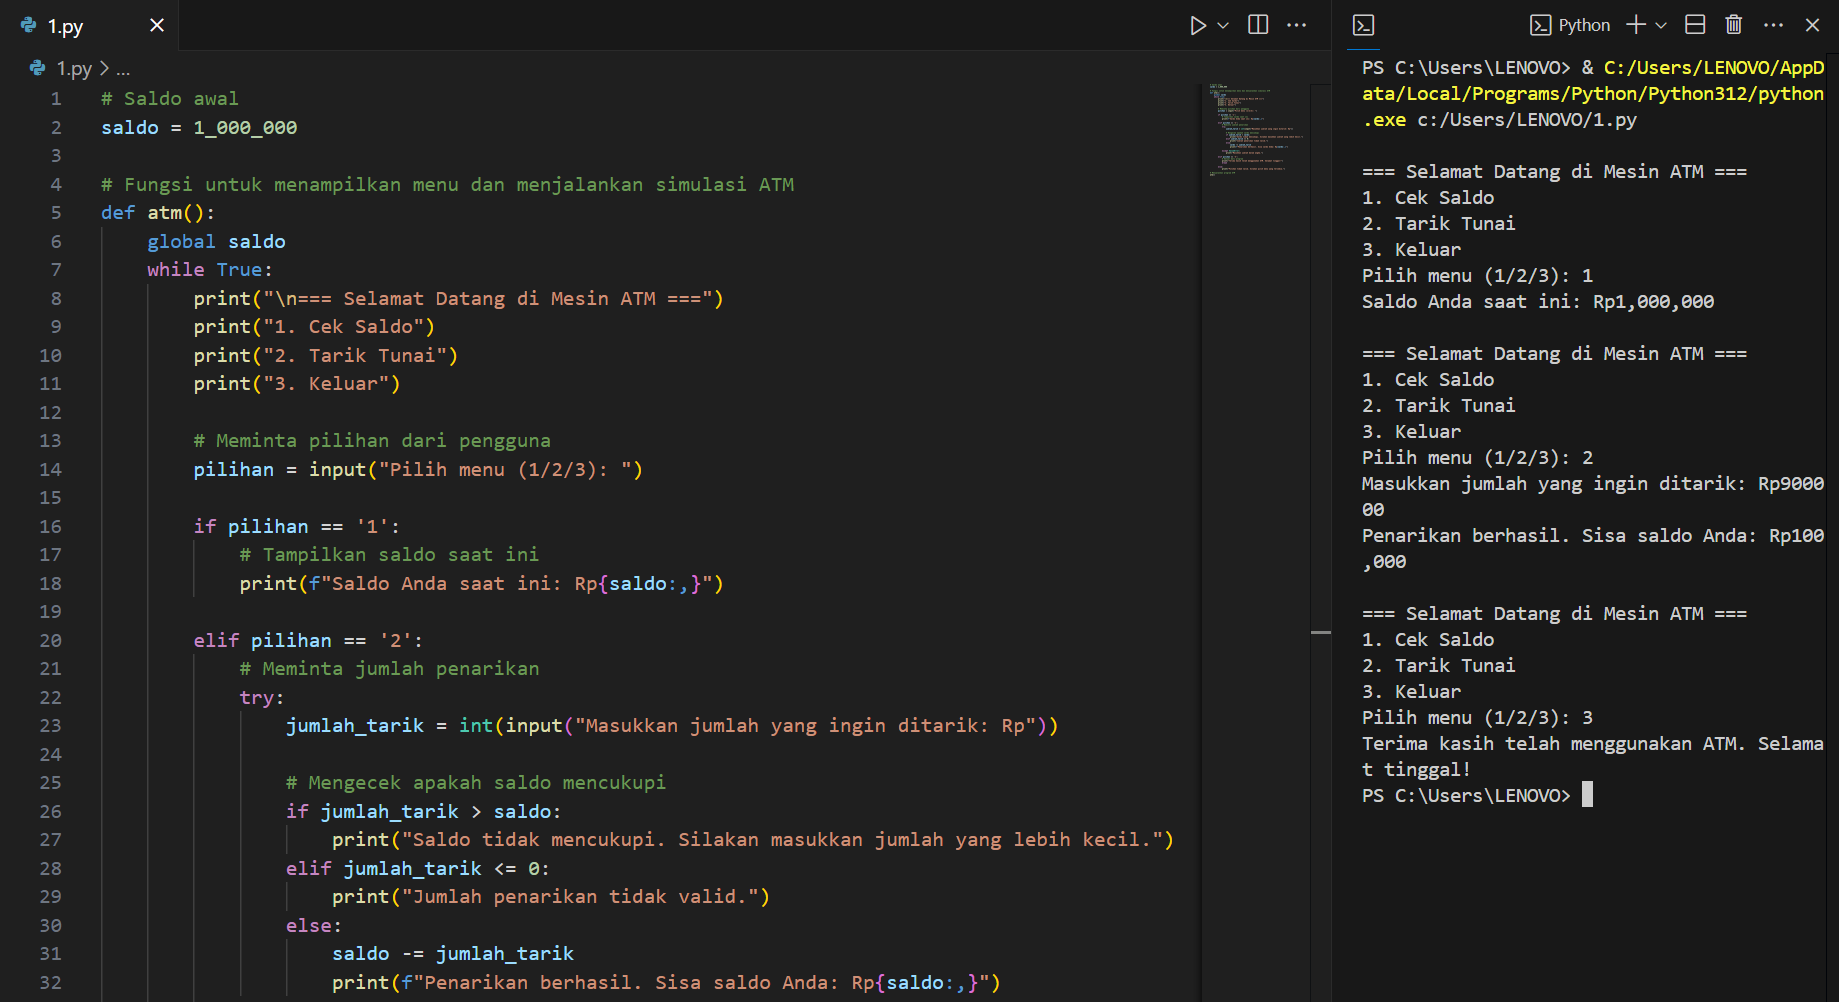 1.py
1.py > ...
1 # Saldo awal
2 saldo = 1_000_000
3
4 # Fungsi untuk menampilkan menu dan menjalankan simulasi ATM
5 def atm():
6     global saldo
7     while True:
8         print("\n=== Selamat Datang di Mesin ATM ===")
9         print("1. Cek Saldo")
10         print("2. Tarik Tunai")
11         print("3. Keluar")
12
13         # Meminta pilihan dari pengguna
14         pilihan = input("Pilih menu (1/2/3): ")
15
16         if pilihan == '1':
17             # Tampilkan saldo saat ini
18             print(f"Saldo Anda saat ini: Rp{saldo:,}")
19
20         elif pilihan == '2':
21             # Meminta jumlah penarikan
22             try:
23                 jumlah_tarik = int(input("Masukkan jumlah yang ingin ditarik: Rp"))
24
25                 # Mengecek apakah saldo mencukupi
26                 if jumlah_tarik > saldo:
27                     print("Saldo tidak mencukupi. Silakan masukkan jumlah yang lebih kecil.")
28                 elif jumlah_tarik <= 0:
29                     print("Jumlah penarikan tidak valid.")
30                 else:
31                     saldo -= jumlah_tarik
32                     print(f"Penarikan berhasil. Sisa saldo Anda: Rp{saldo:,}")
Python
PS C:\Users\LENOVO> & C:/Users/LENOVO/AppD
ata/Local/Programs/Python/Python312/python
.exe c:/Users/LENOVO/1.py
=== Selamat Datang di Mesin ATM ===
1. Cek Saldo
2. Tarik Tunai
3. Keluar
Pilih menu (1/2/3): 1
Saldo Anda saat ini: Rp1,000,000
=== Selamat Datang di Mesin ATM ===
1. Cek Saldo
2. Tarik Tunai
3. Keluar
Pilih menu (1/2/3): 2
Masukkan jumlah yang ingin ditarik: Rp9000
00
Penarikan berhasil. Sisa saldo Anda: Rp100
,000
=== Selamat Datang di Mesin ATM ===
1. Cek Saldo
2. Tarik Tunai
3. Keluar
Pilih menu (1/2/3): 3
Terima kasih telah menggunakan ATM. Selama
t tinggal!
PS C:\Users\LENOVO>